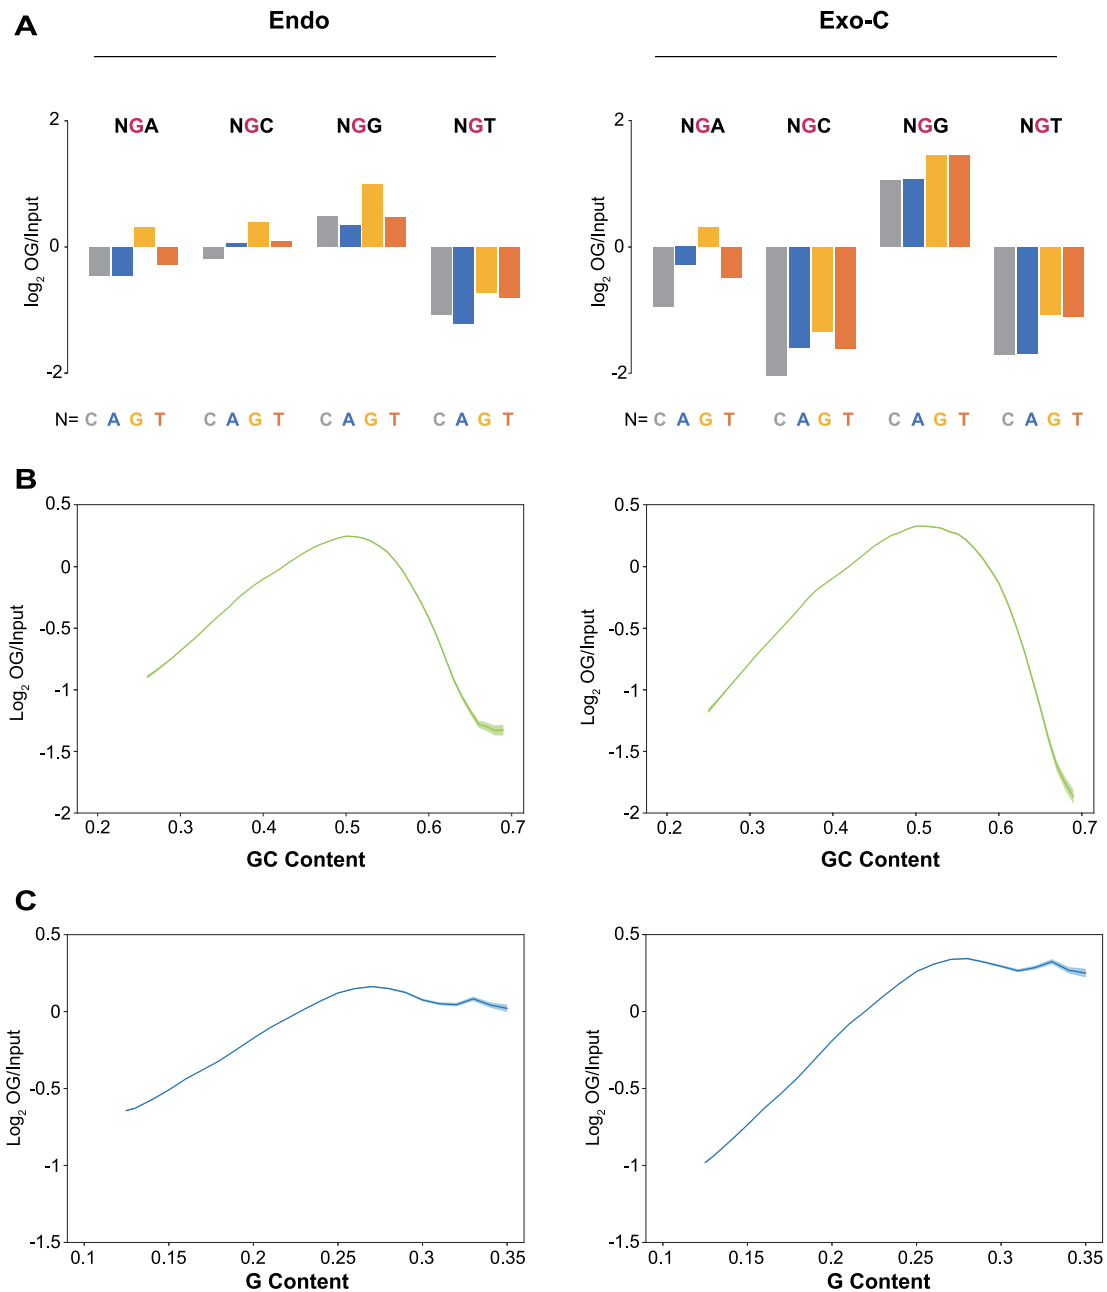 A
Endo
Exo-C
2
NGA NGC NGG NGT
0
-2
log2 OG/Input
N= C A G T C A G T C A G T C A G T
2
NGA NGC NGG NGT
0
-2
log2 OG/Input
N= C A G T C A G T C A G T C A G T
B
0.5
0
-0.5
-1
-1.5
-2
Log2 OG/Input
0.2 0.3 0.4 0.5 0.6 0.7
GC Content
0.5
0
-0.5
-1
-1.5
-2
Log2 OG/Input
0.2 0.3 0.4 0.5 0.6 0.7
GC Content
C
0.5
0
-0.5
-1
-1.5
Log2 OG/Input
0.1 0.15 0.2 0.25 0.3 0.35
G Content
0.5
0
-0.5
-1
-1.5
Log2 OG/Input
0.1 0.15 0.2 0.25 0.3 0.35
G Content